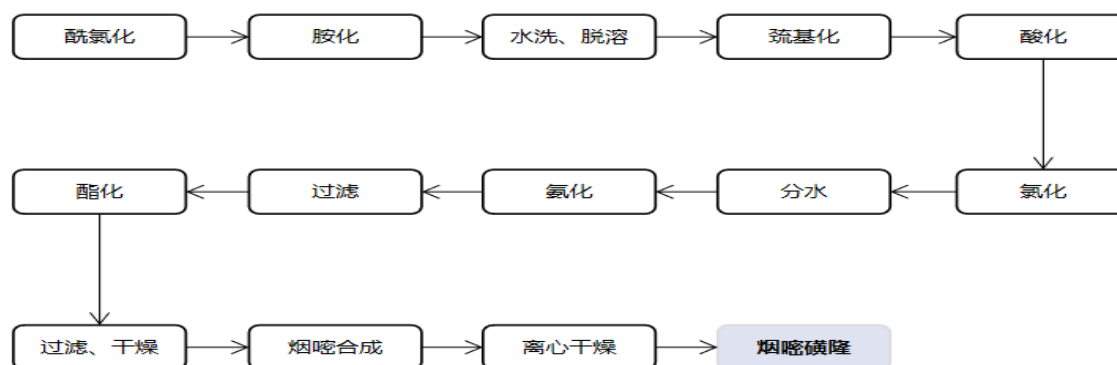 酰氯化
胺化
水洗、脱溶
巯基化
酸化
酯化
过滤
氨化
分水
氯化
过滤、干燥
烟嘧合成
离心干燥
烟嘧磺隆